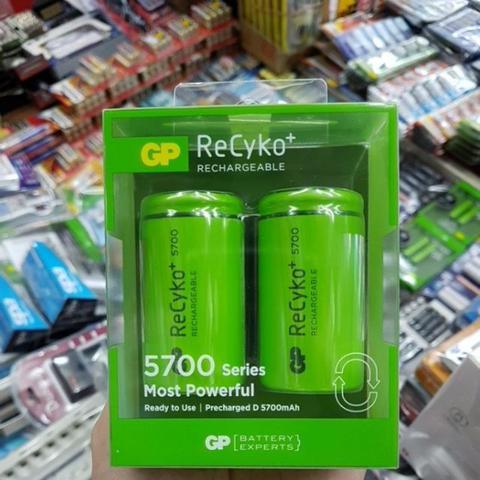 GP
ReCyko+
RECHARGEABLE
GP ReCyko+ 5700
RECHARGEABLE
GP ReCyko+ 5700
RECHARGEABLE
5700 Series
Most Powerful
Ready to Use | Precharged D 5700mAh
GP [BATTERY EXPERTS]